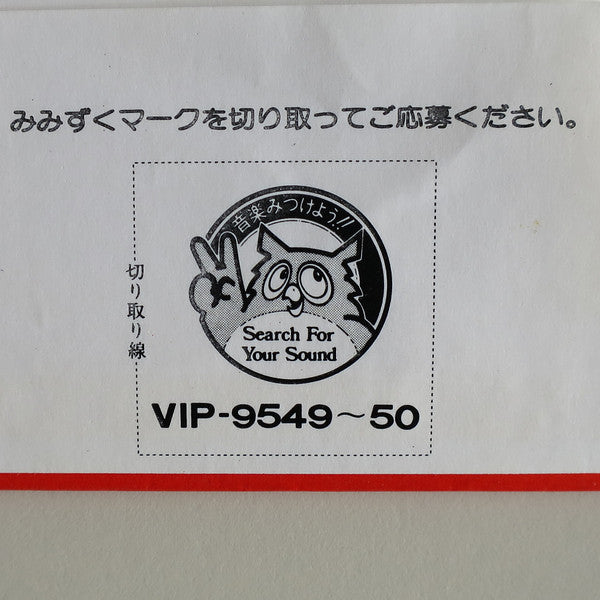 みみずくマークを切り取ってご応募ください。
音楽みつけよう!!
切り取り線
Search For
Your Sound
VIP-9549〜50